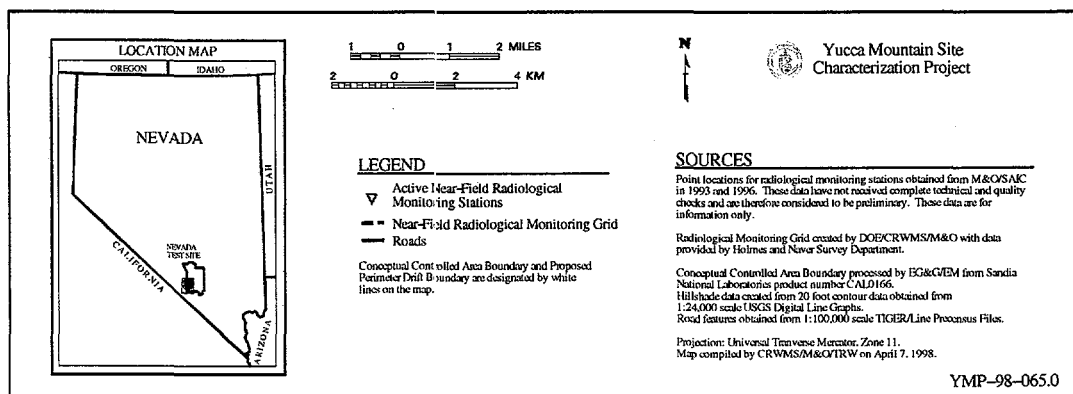 LOCATION MAP
OREGON
IDAHO
NEVADA
UTAH
NEVADA
TEST SITE
CALIFORNIA
ARIZONA
1 0 1 2 MILES
2 0 2 4 KM
LEGEND
Active Near-Field Radiological
Monitoring Stations
Near-Field Radiological Monitoring Grid
Roads
Conceptual Controlled Area Boundary and Proposed
Perimeter Drift Boundary are designated by white
lines on the map.
N
Yucca Mountain Site
Characterization Project
SOURCES
Point locations for radiological monitoring stations obtained from M&O/SAIC
in 1993 and 1996. These data have not received complete technical and quality
checks and are therefore considered to be preliminary. These data are for
information only.
Radiological Monitoring Grid created by DOE/CRWMS/M&O with data
provided by Holmes and Naver Survey Department.
Conceptual Controlled Area Boundary processed by EG&G/EM from Sandia
National Laboratories product number CAL0166.
Hillshade data created from 20 foot contour data obtained from
1:24,000 scale USGS Digital Line Graphs.
Road features obtained from 1:100,000 scale TIGER/Line Precensus Files.
Projection: Universal Tranverse Mercator, Zone 11.
Map compiled by CRWMS/M&O/TRW on April 7, 1998.
YMP-98-065.0